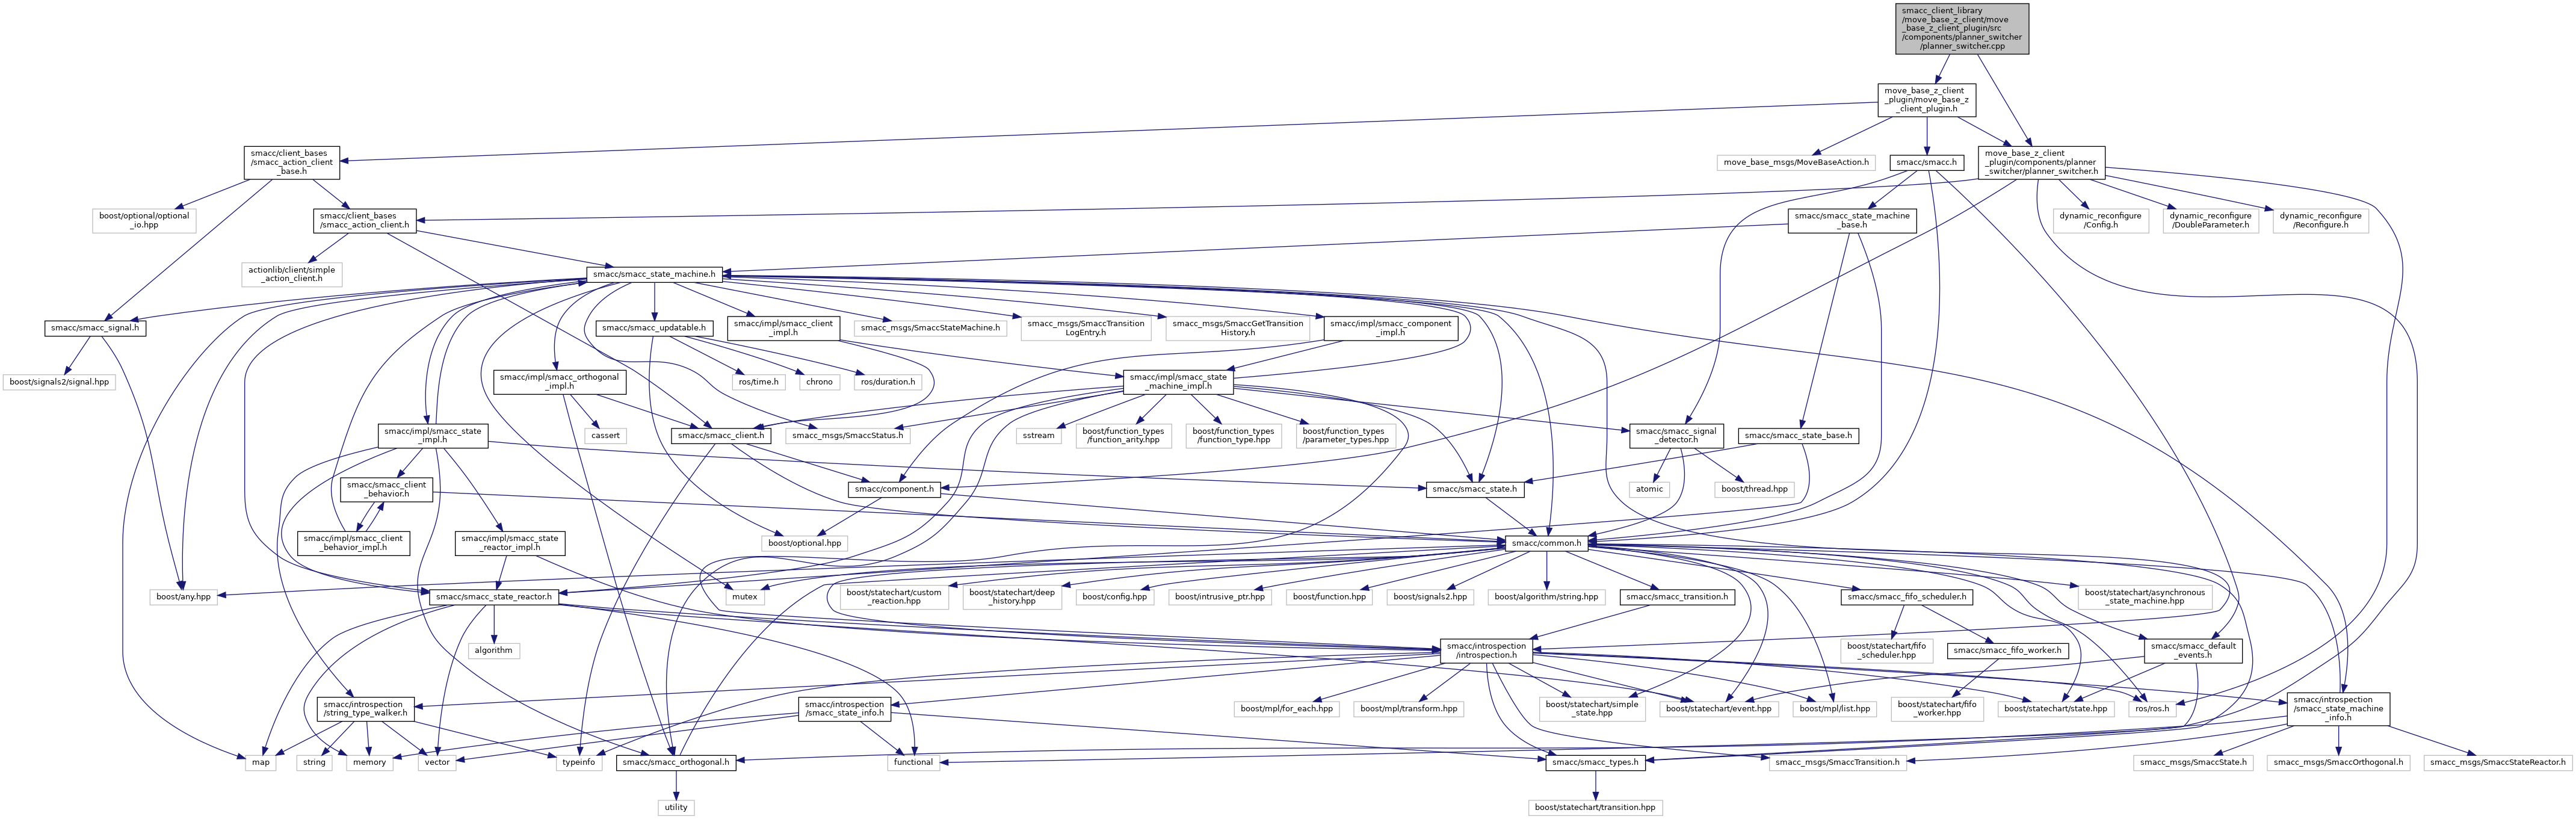 smacc_client_library
/move_base_z_client/move
_base_z_client_plugin/src
/components/planner_switcher
/planner_switcher.cpp
move_base_z_client
_plugin/move_base_z
_client_plugin.h
smacc/client_bases
/smacc_action_client
_base.h
move_base_msgs/MoveBaseAction.h
smacc/smacc.h
move_base_z_client
_plugin/components/planner
_switcher/planner_switcher.h
boost/optional/optional
_io.hpp
smacc/client_bases
/smacc_action_client.h
smacc/smacc_state_machine
_base.h
dynamic_reconfigure
/Config.h
dynamic_reconfigure
/DoubleParameter.h
dynamic_reconfigure
/Reconfigure.h
actionlib/client/simple
_action_client.h
smacc/smacc_state_machine.h
smacc/smacc_signal.h
smacc/smacc_updatable.h
smacc/impl/smacc_client
_impl.h
smacc_msgs/SmaccStateMachine.h
smacc_msgs/SmaccTransition
LogEntry.h
smacc_msgs/SmaccGetTransition
History.h
smacc/impl/smacc_component
_impl.h
boost/signals2/signal.hpp
smacc/impl/smacc_orthogonal
_impl.h
ros/time.h
chrono
ros/duration.h
smacc/impl/smacc_state
_machine_impl.h
smacc/impl/smacc_state
_impl.h
cassert
smacc/smacc_client.h
smacc_msgs/SmaccStatus.h
sstream
boost/function_types
/function_arity.hpp
boost/function_types
/function_type.hpp
boost/function_types
/parameter_types.hpp
smacc/smacc_signal
_detector.h
smacc/smacc_state_base.h
smacc/smacc_client
_behavior.h
smacc/component.h
smacc/smacc_state.h
atomic
boost/thread.hpp
smacc/impl/smacc_client
_behavior_impl.h
smacc/impl/smacc_state
_reactor_impl.h
boost/optional.hpp
smacc/common.h
boost/any.hpp
smacc/smacc_state_reactor.h
mutex
boost/statechart/custom
_reaction.hpp
boost/statechart/deep
_history.hpp
boost/config.hpp
boost/intrusive_ptr.hpp
boost/function.hpp
boost/signals2.hpp
boost/algorithm/string.hpp
smacc/smacc_transition.h
smacc/smacc_fifo_scheduler.h
boost/statechart/asynchronous
_state_machine.hpp
algorithm
smacc/introspection
/introspection.h
boost/statechart/fifo
_scheduler.hpp
smacc/smacc_fifo_worker.h
smacc/smacc_default
_events.h
smacc/introspection
/string_type_walker.h
smacc/introspection
/smacc_state_info.h
boost/mpl/for_each.hpp
boost/mpl/transform.hpp
boost/statechart/simple
_state.hpp
boost/statechart/event.hpp
boost/mpl/list.hpp
boost/statechart/fifo
_worker.hpp
boost/statechart/state.hpp
ros/ros.h
smacc/introspection
/smacc_state_machine
_info.h
map
string
memory
vector
typeinfo
smacc/smacc_orthogonal.h
functional
smacc/smacc_types.h
smacc_msgs/SmaccTransition.h
smacc_msgs/SmaccState.h
smacc_msgs/SmaccOrthogonal.h
smacc_msgs/SmaccStateReactor.h
utility
boost/statechart/transition.hpp